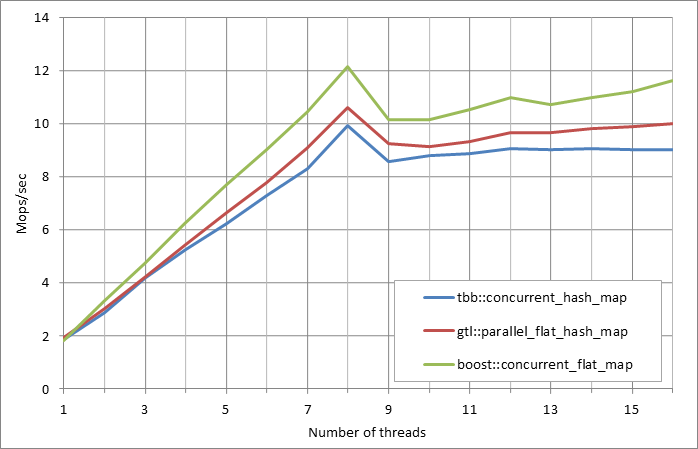 14
12
10
8
6
4
2
0
Mops/sec
tbb::concurrent_hash_map
gtl::parallel_flat_hash_map
boost::concurrent_flat_map
1 3 5 7 9 11 13 15
Number of threads